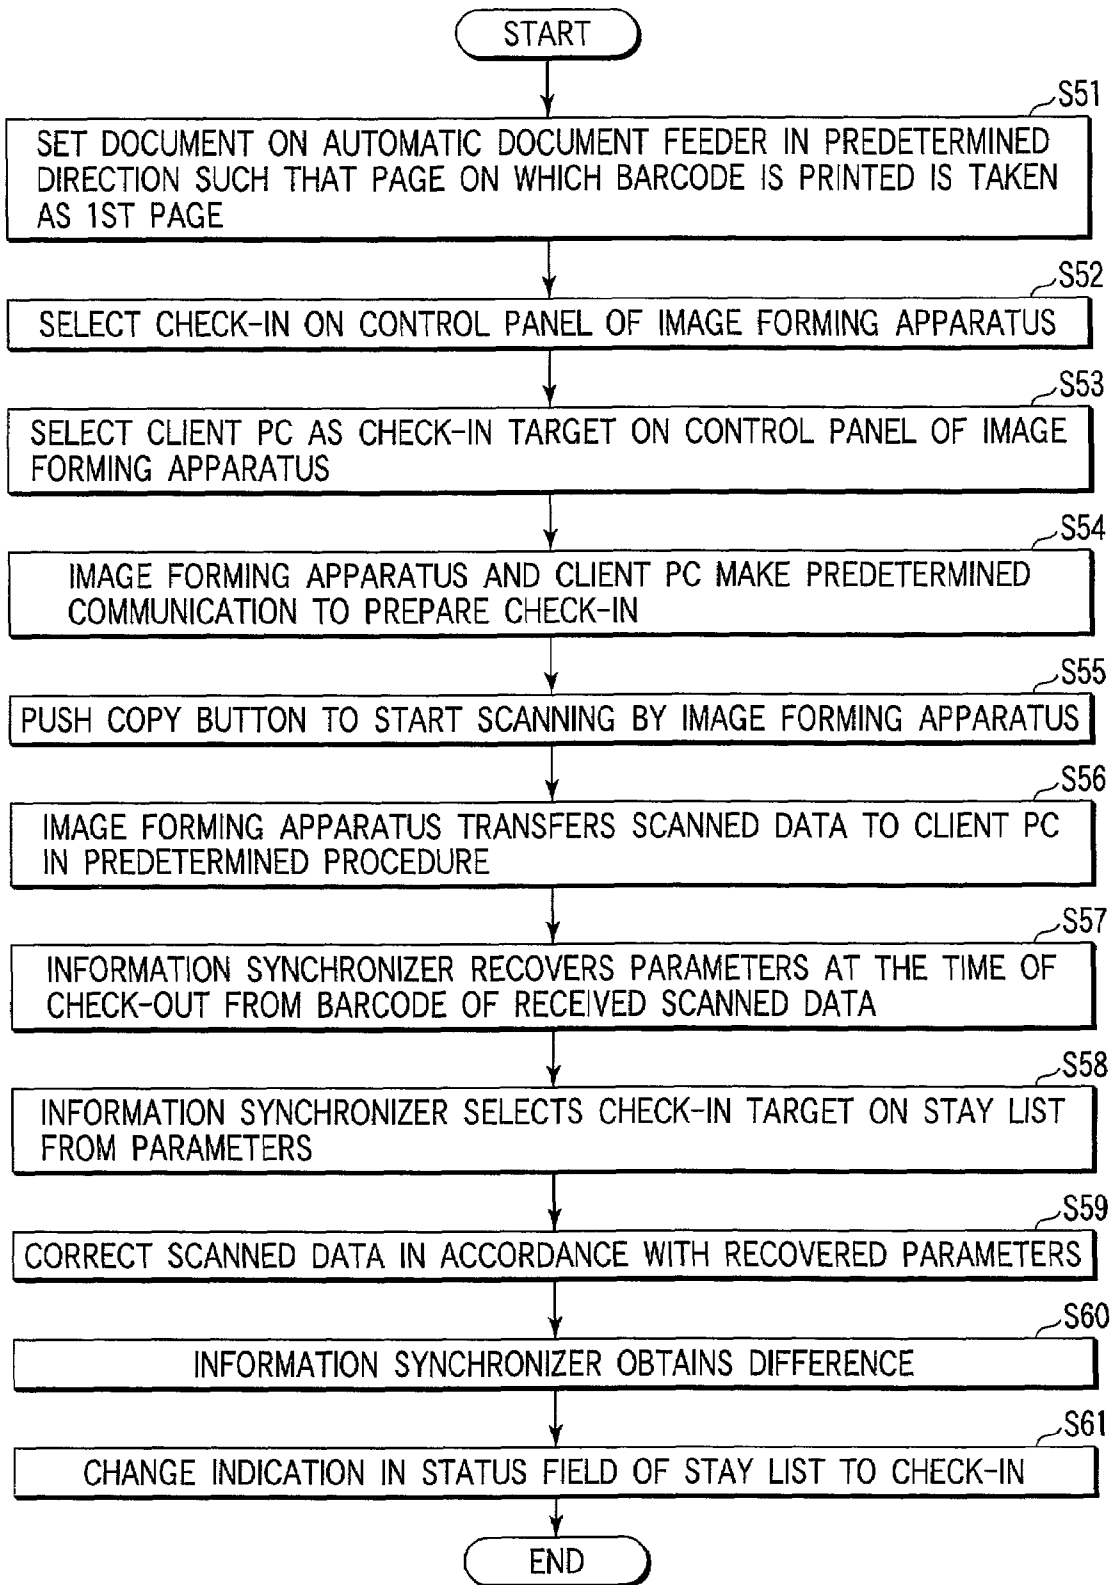 START
S51
SET DOCUMENT ON AUTOMATIC DOCUMENT FEEDER IN PREDETERMINED
DIRECTION SUCH THAT PAGE ON WHICH BARCODE IS PRINTED IS TAKEN
AS 1ST PAGE
S52
SELECT CHECK-IN ON CONTROL PANEL OF IMAGE FORMING APPARATUS
S53
SELECT CLIENT PC AS CHECK-IN TARGET ON CONTROL PANEL OF IMAGE
FORMING APPARATUS
S54
IMAGE FORMING APPARATUS AND CLIENT PC MAKE PREDETERMINED
COMMUNICATION TO PREPARE CHECK-IN
S55
PUSH COPY BUTTON TO START SCANNING BY IMAGE FORMING APPARATUS
S56
IMAGE FORMING APPARATUS TRANSFERS SCANNED DATA TO CLIENT PC
IN PREDETERMINED PROCEDURE
S57
INFORMATION SYNCHRONIZER RECOVERS PARAMETERS AT THE TIME OF
CHECK-OUT FROM BARCODE OF RECEIVED SCANNED DATA
S58
INFORMATION SYNCHRONIZER SELECTS CHECK-IN TARGET ON STAY LIST
FROM PARAMETERS
S59
CORRECT SCANNED DATA IN ACCORDANCE WITH RECOVERED PARAMETERS
S60
INFORMATION SYNCHRONIZER OBTAINS DIFFERENCE
S61
CHANGE INDICATION IN STATUS FIELD OF STAY LIST TO CHECK-IN
END